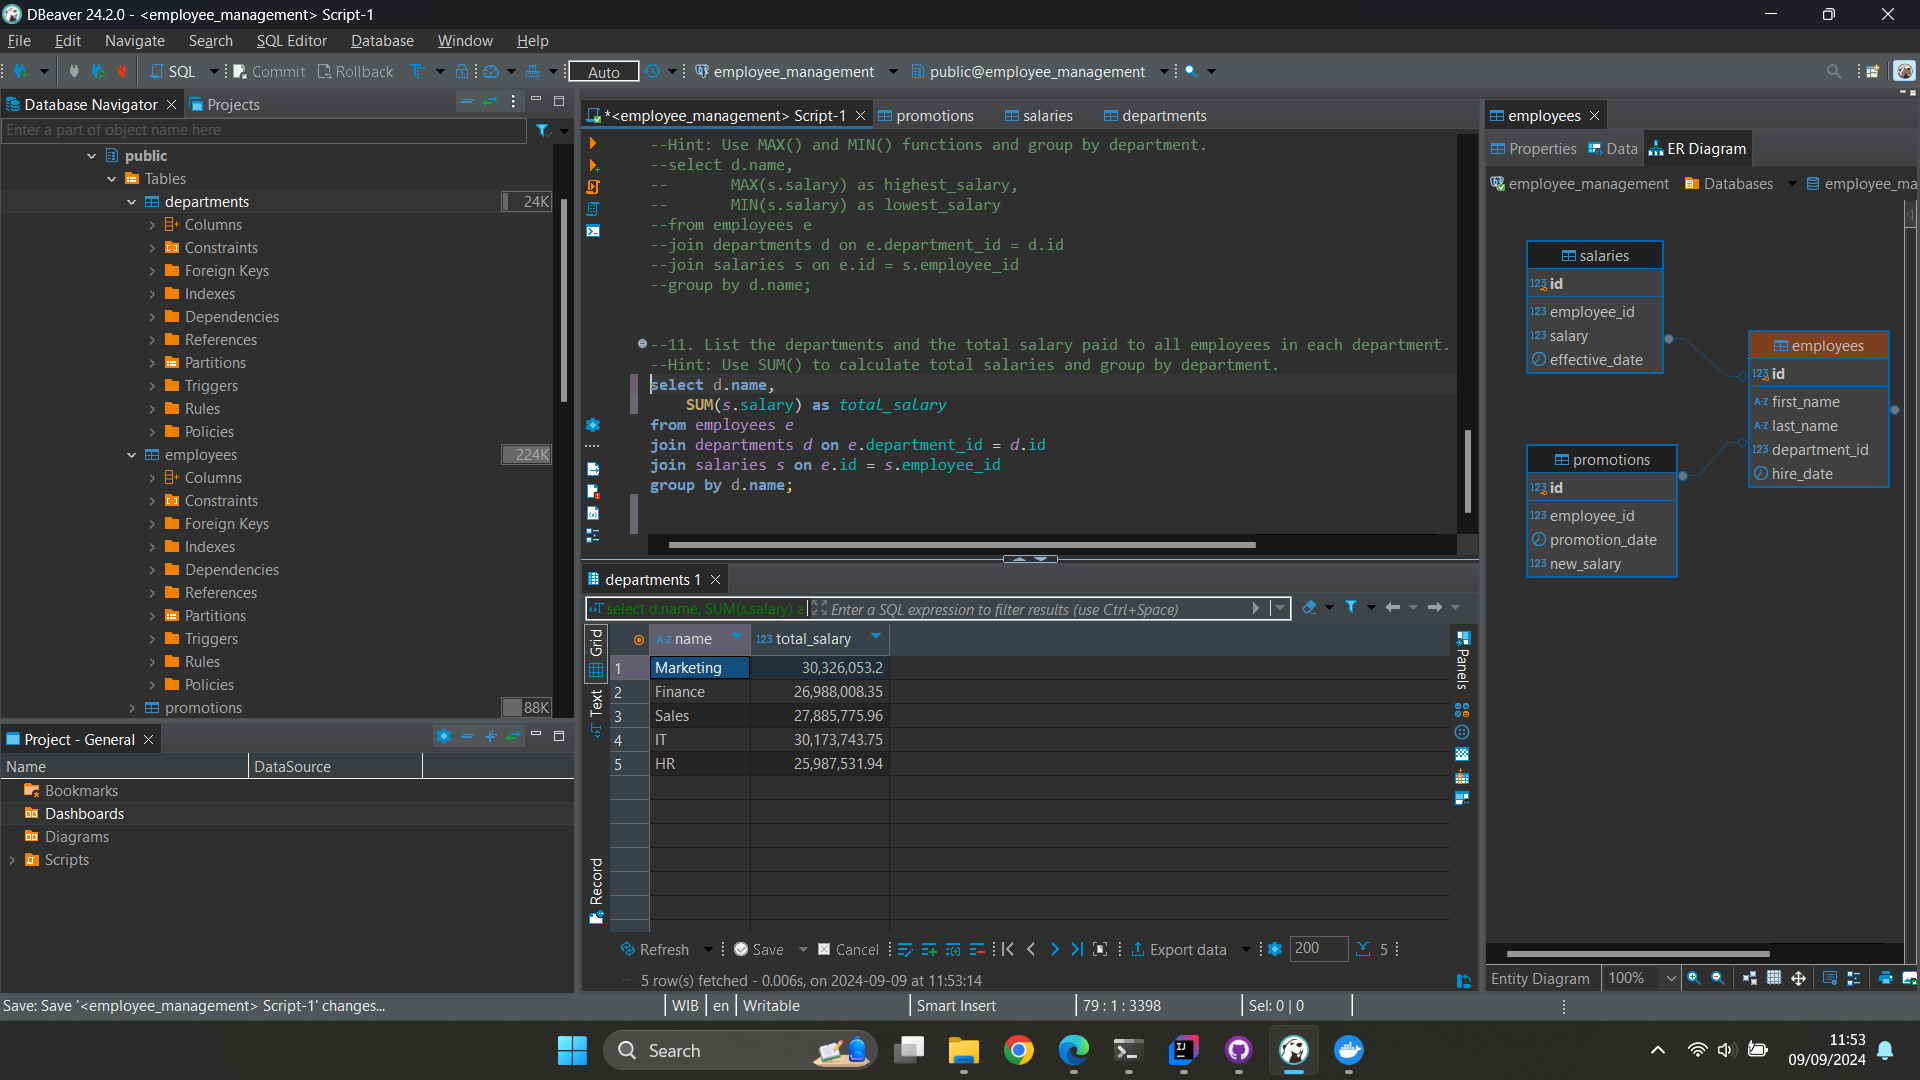 DBeaver 24.2.0 - <employee_management> Script-1
File Edit Navigate Search SQL Editor Database Window Help
SQL Commit Rollback Auto employee_management public@employee_management
Database Navigator Projects
Enter a part of object name here
public
Tables
departments 24K
Columns
Constraints
Foreign Keys
Indexes
Dependencies
References
Partitions
Triggers
Rules
Policies
employees 224K
Columns
Constraints
Foreign Keys
Indexes
Dependencies
References
Partitions
Triggers
Rules
Policies
promotions 88K
Project - General
Name DataSource
Bookmarks
Dashboards
Diagrams
Scripts
*<employee_management> Script-1 promotions salaries departments
--Hint: Use MAX() and MIN() functions and group by department.
--select d.name,
-- MAX(s.salary) as highest_salary,
-- MIN(s.salary) as lowest_salary
--from employees e
--join departments d on e.department_id = d.id
--join salaries s on e.id = s.employee_id
--group by d.name;
--11. List the departments and the total salary paid to all employees in each department.
--Hint: Use SUM() to calculate total salaries and group by department.
select d.name,
SUM(s.salary) as total_salary
from employees e
join departments d on e.department_id = d.id
join salaries s on e.id = s.employee_id
group by d.name;
departments 1
select d.name, SUM(s.salary) a Enter a SQL expression to filter results (use Ctrl+Space)
Grid
Text
Record
A-Z name 123 total_salary
1 Marketing 30,326,053.2
2 Finance 26,988,008.35
3 Sales 27,885,775.96
4 IT 30,173,743.75
5 HR 25,987,531.94
Panels
Refresh Save Cancel Export data 200 5
5 row(s) fetched - 0.006s, on 2024-09-09 at 11:53:14
employees
Properties Data ER Diagram
employee_management Databases employee_ma
salaries
123 id
123 employee_id
123 salary
effective_date
employees
123 id
A-Z first_name
A-Z last_name
123 department_id
hire_date
promotions
123 id
123 employee_id
promotion_date
123 new_salary
Entity Diagram 100%
Save: Save '<employee_management> Script-1' changes... WIB en Writable Smart Insert 79 : 1 : 3398 Sel: 0 | 0
Search
11:53
09/09/2024